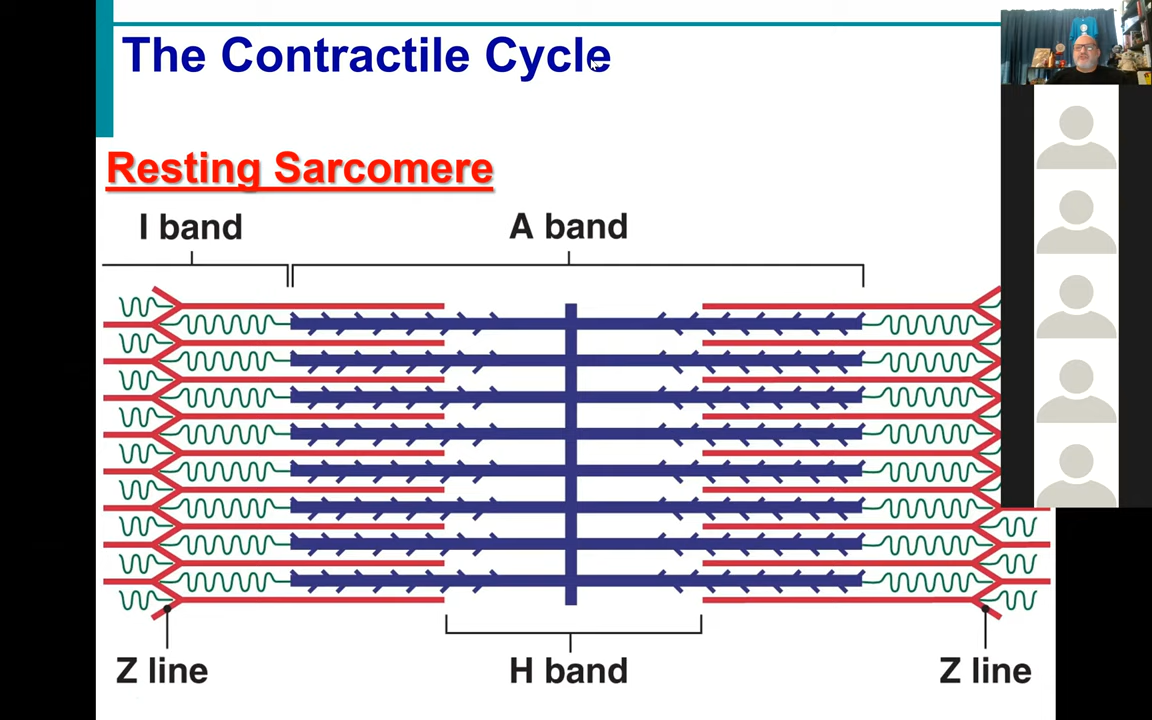 The Contractile Cycle
Resting Sarcomere
I band A band
Z line H band Z line